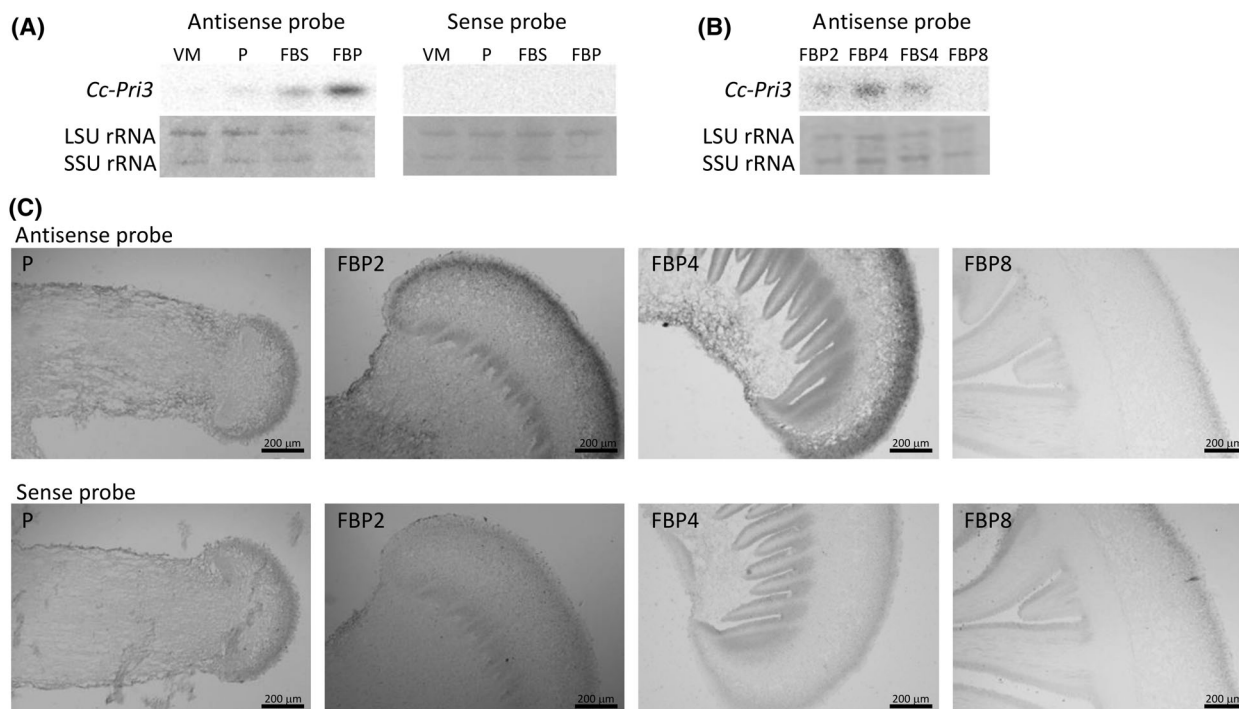 (A) Antisense probe Sense probe
VM P FBS FBP VM P FBS FBP
Cc-Pri3
LSU rRNA
SSU rRNA
(B) Antisense probe
FBP2 FBP4 FBS4 FBP8
Cc-Pri3
LSU rRNA
SSU rRNA
(C)
Antisense probe
P FBP2 FBP4 FBP8
200 μm 200 μm 200 μm 200 μm
Sense probe
P FBP2 FBP4 FBP8
200 μm 200 μm 200 μm 200 μm